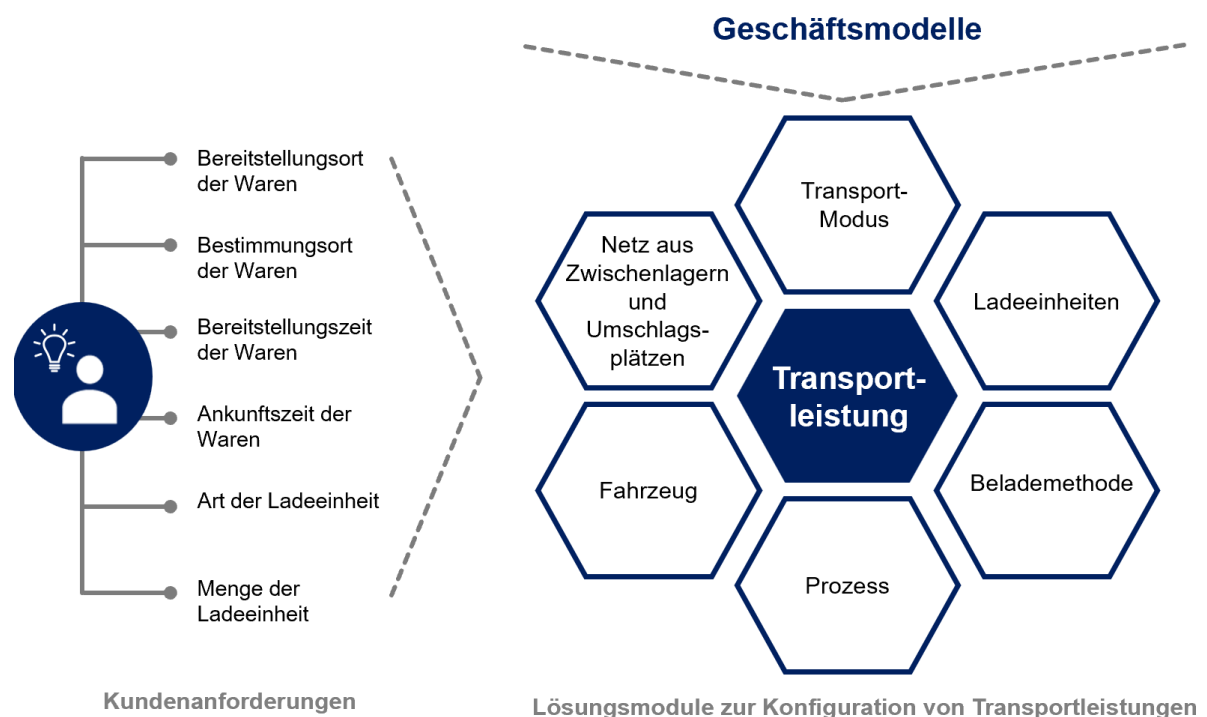 Geschäftsmodelle
Bereitstellungsort
der Waren
Bestimmungsort
der Waren
Bereitstellungszeit
der Waren
Ankunftszeit der
Waren
Art der Ladeeinheit
Menge der
Ladeeinheit
Kundenanforderungen
Transport-
Modus
Netz aus
Zwischenlagern
und
Umschlags-
plätzen
Ladeeinheiten
Transport-
leistung
Fahrzeug
Belademethode
Prozess
Lösungsmodule zur Konfiguration von Transportleistungen